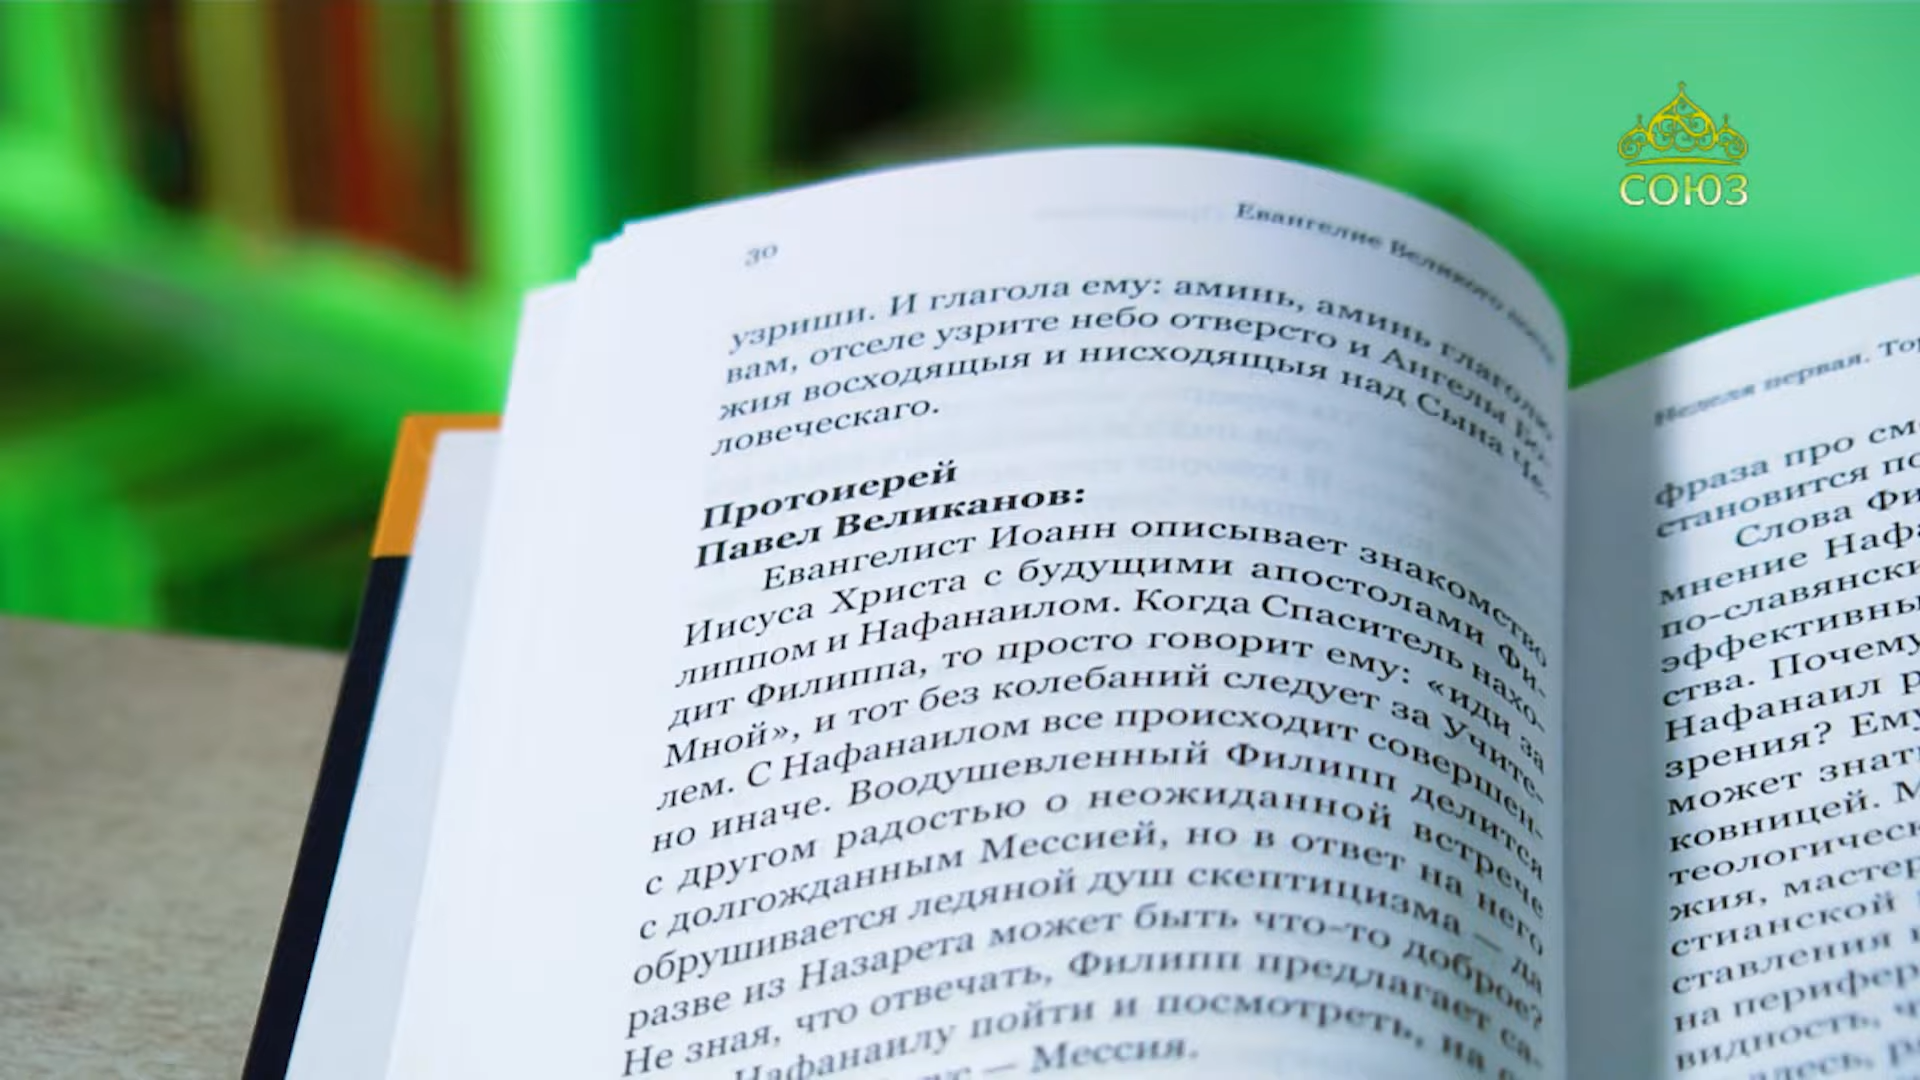 СОЮЗ
30
Евангелие Великого
узриши. И глагола ему: аминь, аминь глаголю
вам, отселе узрите небо отверсто и Ангелы Бо-
жия восходящыя и нисходящыя над Сына Че-
ловеческаго.
Протоиерей
Павел Великанов:
Евангелист Иоанн описывает знакомство
Иисуса Христа с будущими апостолами Фи-
липпом и Нафанаилом. Когда Спаситель нахо-
дит Филиппа, то просто говорит ему: «иди за
Мной», и тот без колебаний следует за Учите-
лем. С Нафанаилом все происходит совершен-
но иначе. Воодушевленный Филипп делится
с другом радостью о неожиданной встрече
с долгожданным Мессией, но в ответ на него
обрушивается ледяной душ скептицизма — да
разве из Назарета может быть что-то доброе?
Не зная, что отвечать, Филипп предлагает са-
Нафанаилу пойти и посмотреть, на
— Мессия.
Неделя первая.
фраза про
становится
Слова
мнение
по-славянски
эффективны
ства. Почему
Нафанаил
зрения? Ему
может знать
ковницей.
теологическ
жия, мастер
стианской
ставления
на перифер
видность,